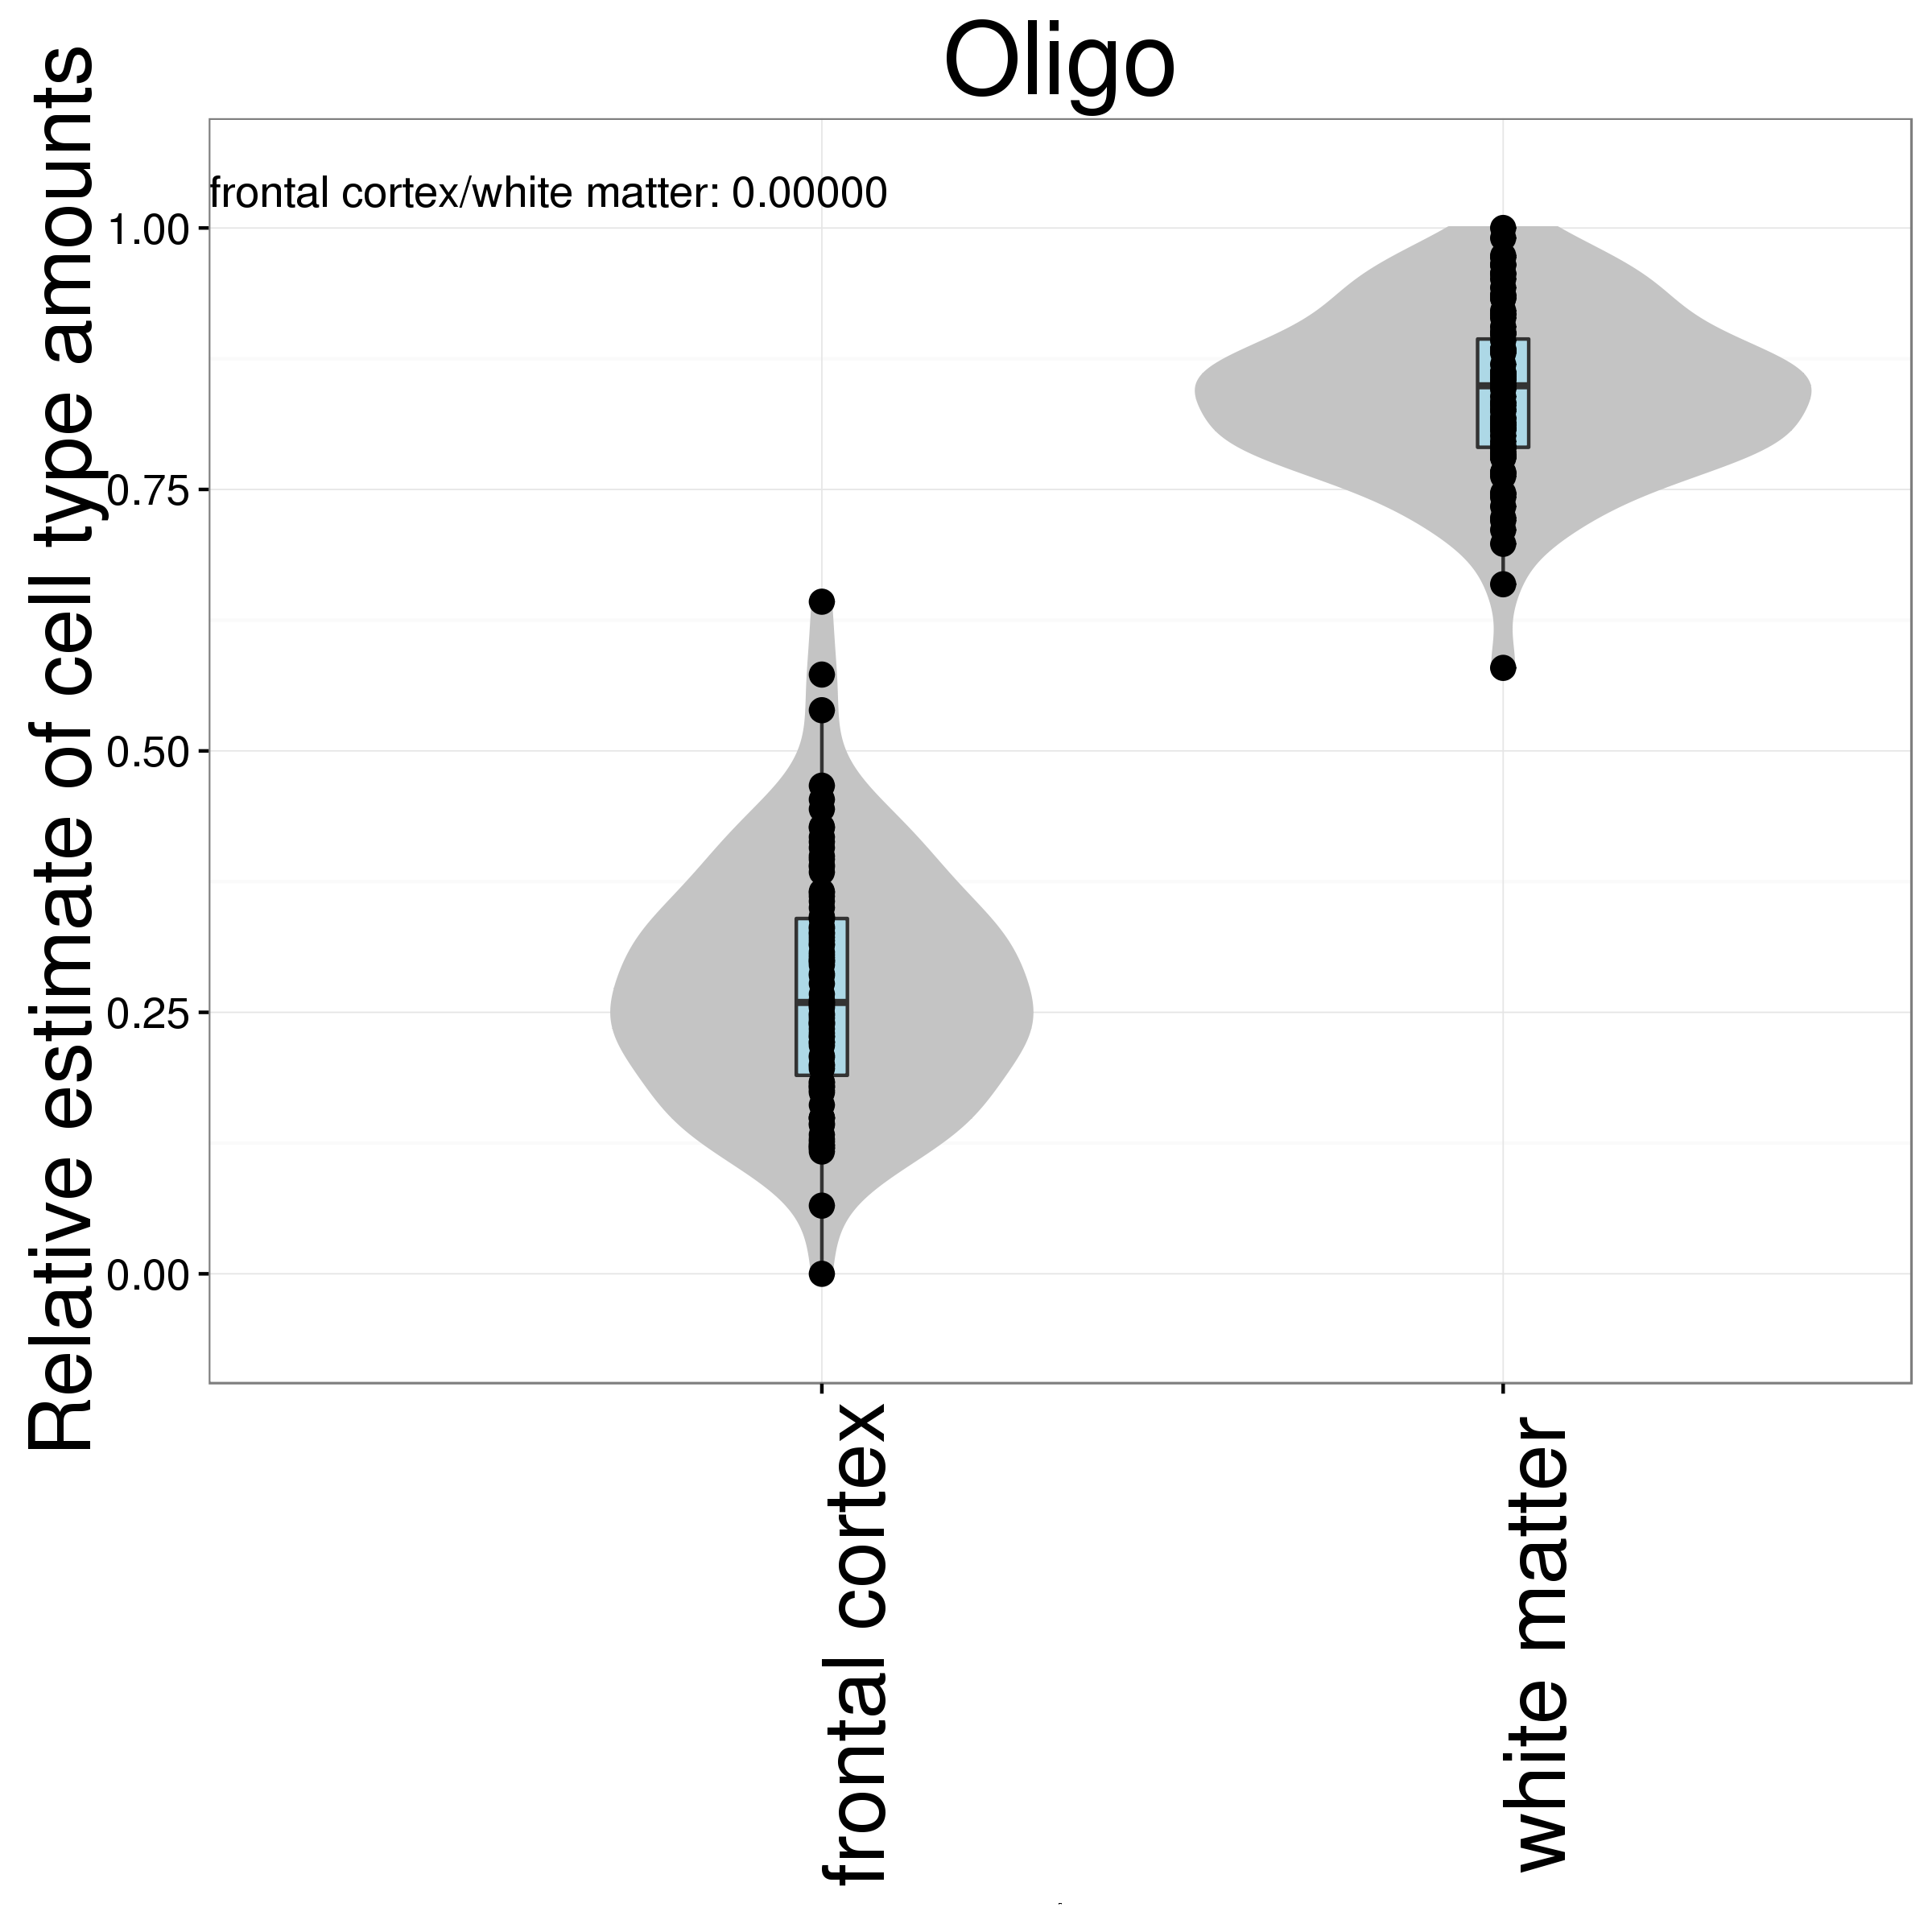 Oligo
Relative estimate of cell type amounts
frontal cortex/white matter: 0.00000
1.00
0.75
0.50
0.25
0.00
frontal cortex
white matter